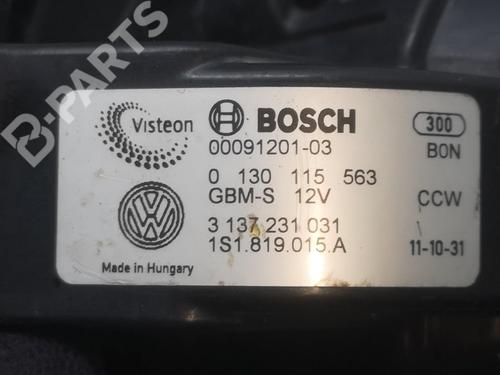 B-PARTS
Visteon BOSCH 300
00091201-03 B0N
0 130 115 563
GBM-S 12V CCW
3 137 231 031
1S1.819.015.A 11-10-31
Made in Hungary